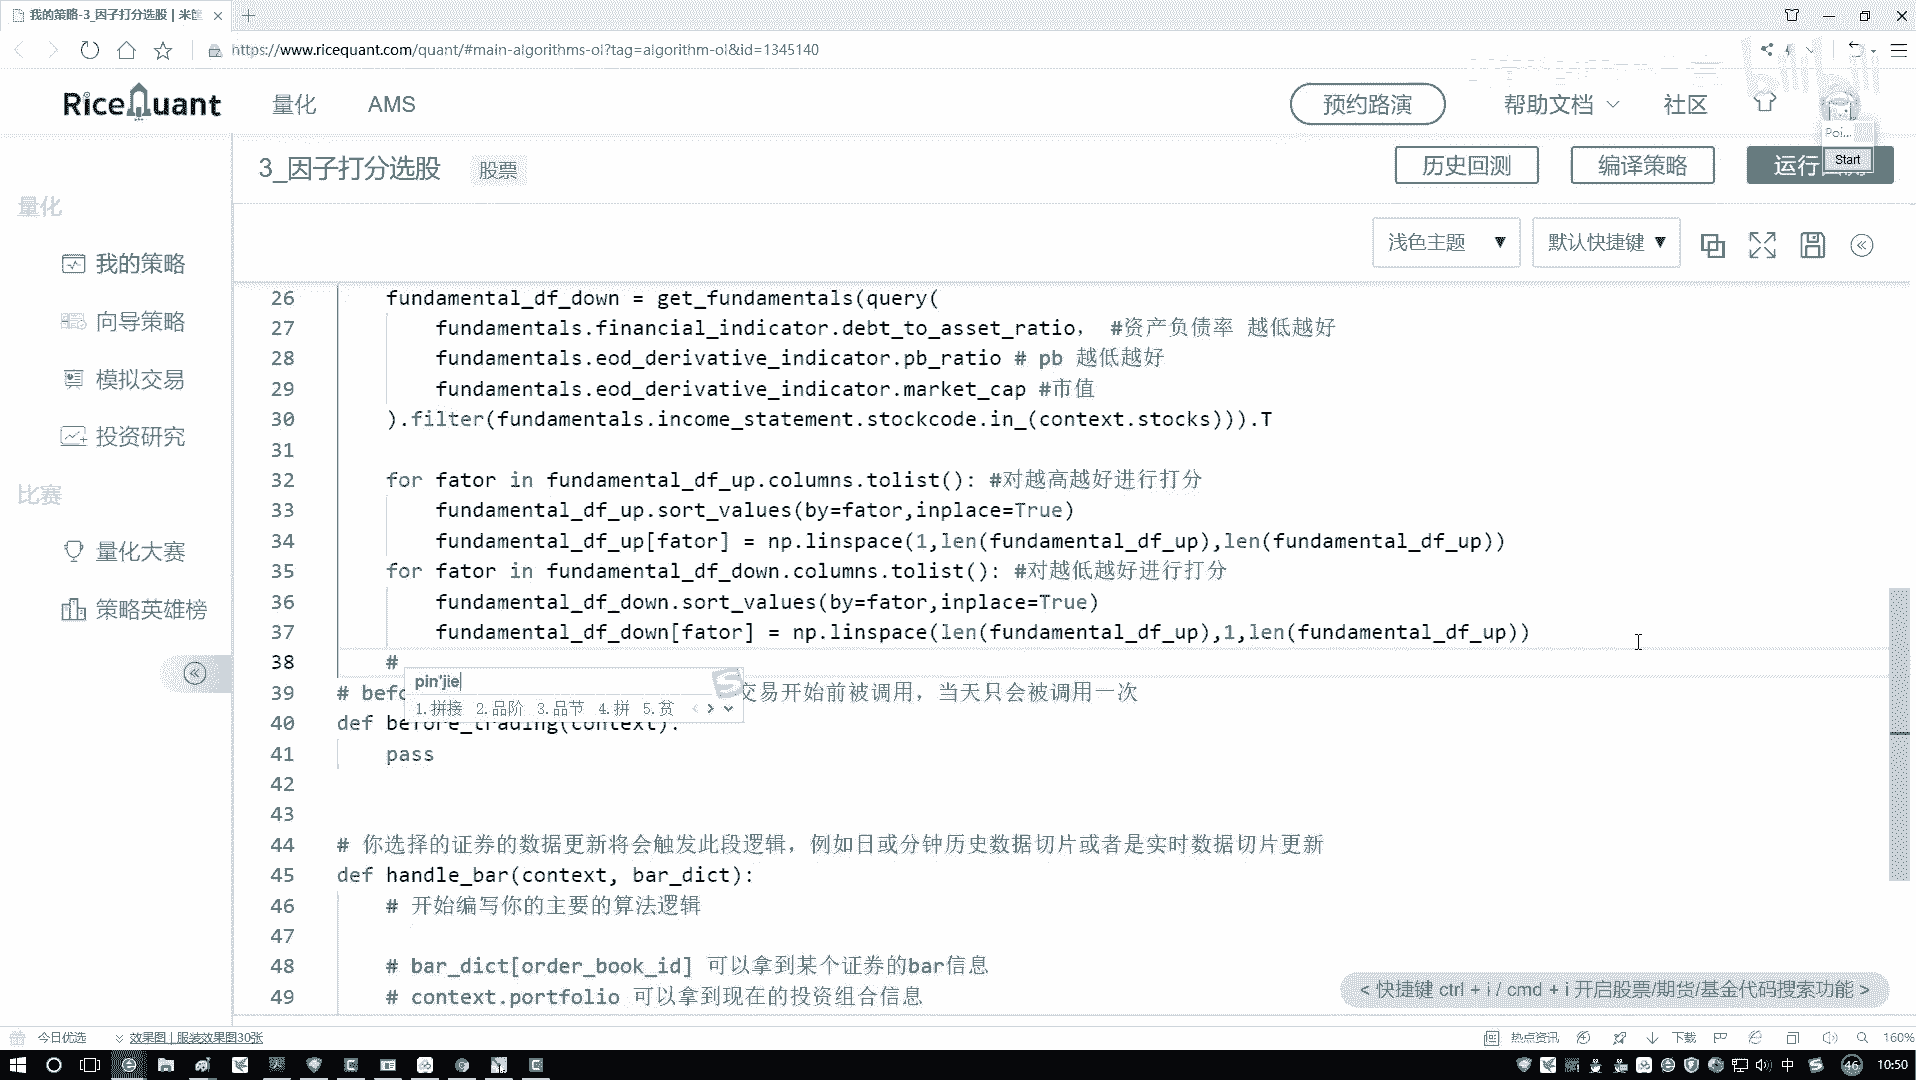 我的策略-3_因子打分选股 | 米筐
https://www.ricequant.com/quant/#main-algorithms-ol?tag=algorithm-ol&id=1345140
bilibili
RiceQuant
量化
AMS
预约路演
帮助文档
社区
Poi...
Start
3_因子打分选股
股票
历史回测
编译策略
运行回测
量化
我的策略
向导策略
模拟交易
投资研究
比赛
量化大赛
策略英雄榜
浅色主题 ▼
默认快捷键 ▼
26 fundamental_df_down = get_fundamentals(query(
27 fundamentals.financial_indicator.debt_to_asset_ratio, #资产负债率 越低越好
28 fundamentals.eod_derivative_indicator.pb_ratio # pb 越低越好
29 fundamentals.eod_derivative_indicator.market_cap #市值
30 ).filter(fundamentals.income_statement.stockcode.in_(context.stocks))).T
31
32 for fator in fundamental_df_up.columns.tolist(): #对越高越好进行打分
33 fundamental_df_up.sort_values(by=fator,inplace=True)
34 fundamental_df_up[fator] = np.linspace(1,len(fundamental_df_up),len(fundamental_df_up))
35 for fator in fundamental_df_down.columns.tolist(): #对越低越好进行打分
36 fundamental_df_down.sort_values(by=fator,inplace=True)
37 fundamental_df_down[fator] = np.linspace(len(fundamental_df_up),1,len(fundamental_df_up))
38 #
pin'jie
1.拼接 2.品阶 3.品节 4.拼 5.贫
39 # befo 交易开始前被调用，当天只会被调用一次
40 def before_trading(context):
41 pass
42
43
44 # 你选择的证券的数据更新将会触发此段逻辑，例如日或分钟历史数据切片或者是实时数据切片更新
45 def handle_bar(context, bar_dict):
46 # 开始编写你的主要的算法逻辑
47
48 # bar_dict[order_book_id] 可以拿到某个证券的bar信息
49 # context.portfolio 可以拿到现在的投资组合信息
< 快捷键 ctrl + i / cmd + i 开启股票/期货/基金代码搜索功能 >
今日优选
效果图 | 服装效果图30张
热点资讯
下载
160%
中
46
10:50